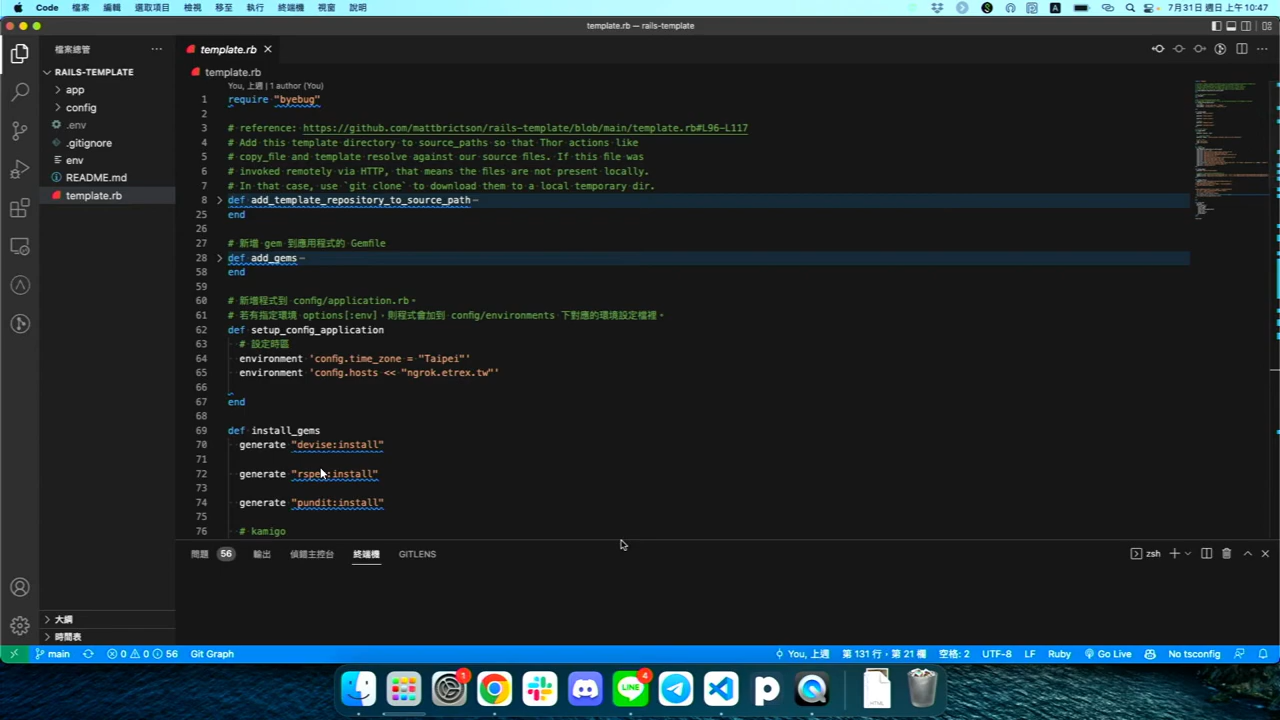 Code 檔案 編輯 選取項目 檢視 移至 執行 終端機 視窗 說明 A 7月31日 週日 上午10:47
template.rb — rails-template
檔案總管
RAILS-TEMPLATE
app
config
.env
.gitignore
env
README.md
template.rb
大綱
時間表
template.rb
template.rb
You, 上週 | 1 author (You)
1 require "byebug"
2
3 # reference: https://github.com/mattbrictson/rails-template/blob/main/template.rb#L96-L117
4 # Add this template directory to source_paths so that Thor actions like
5 # copy_file and template resolve against our source files. If this file was
6 # invoked remotely via HTTP, that means the files are not present locally.
7 # In that case, use `git clone` to download them to a local temporary dir.
8 def add_template_repository_to_source_path
25 end
26
27 # 新增 gem 到應用程式的 Gemfile
28 def add_gems
58 end
59
60 # 新增程式到 config/application.rb。
61 # 若有指定環境 options[:env],則程式會加到 config/environments 下對應的環境設定檔裡。
62 def setup_config_application
63 # 設定時區
64 environment 'config.time_zone = "Taipei"'
65 environment 'config.hosts << "ngrok.etrex.tw"'
66
67 end
68
69 def install_gems
70 generate "devise:install"
71
72 generate "rspec:install"
73
74 generate "pundit:install"
75
76 # kamigo
問題 56 輸出 偵錯主控台 終端機 GITLENS zsh
main 0 0 56 Git Graph You, 上週 第 131 行,第 21 欄 空格: 2 UTF-8 LF Ruby Go Live No tsconfig
1 4
HTML